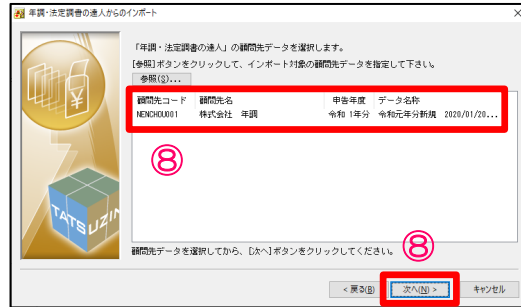 年調・法定調書の達人からのインポート
「年調・法定調書の達人」の顧問先データを選択します。
[参照]ボタンをクリックして、インポート対象の顧問先データを指定して下さい。
参照(S)...
顧問先コード 顧問先名 申告年度 データ名称
NENCHOU001 株式会社 年調 令和 1年分 令和元年分新規 2020/01/20...
⑧
TATSUZIN
顧問先データを選択してから、[次へ]ボタンをクリックしてください。
⑧
< 戻る(B) 次へ(N) > キャンセル